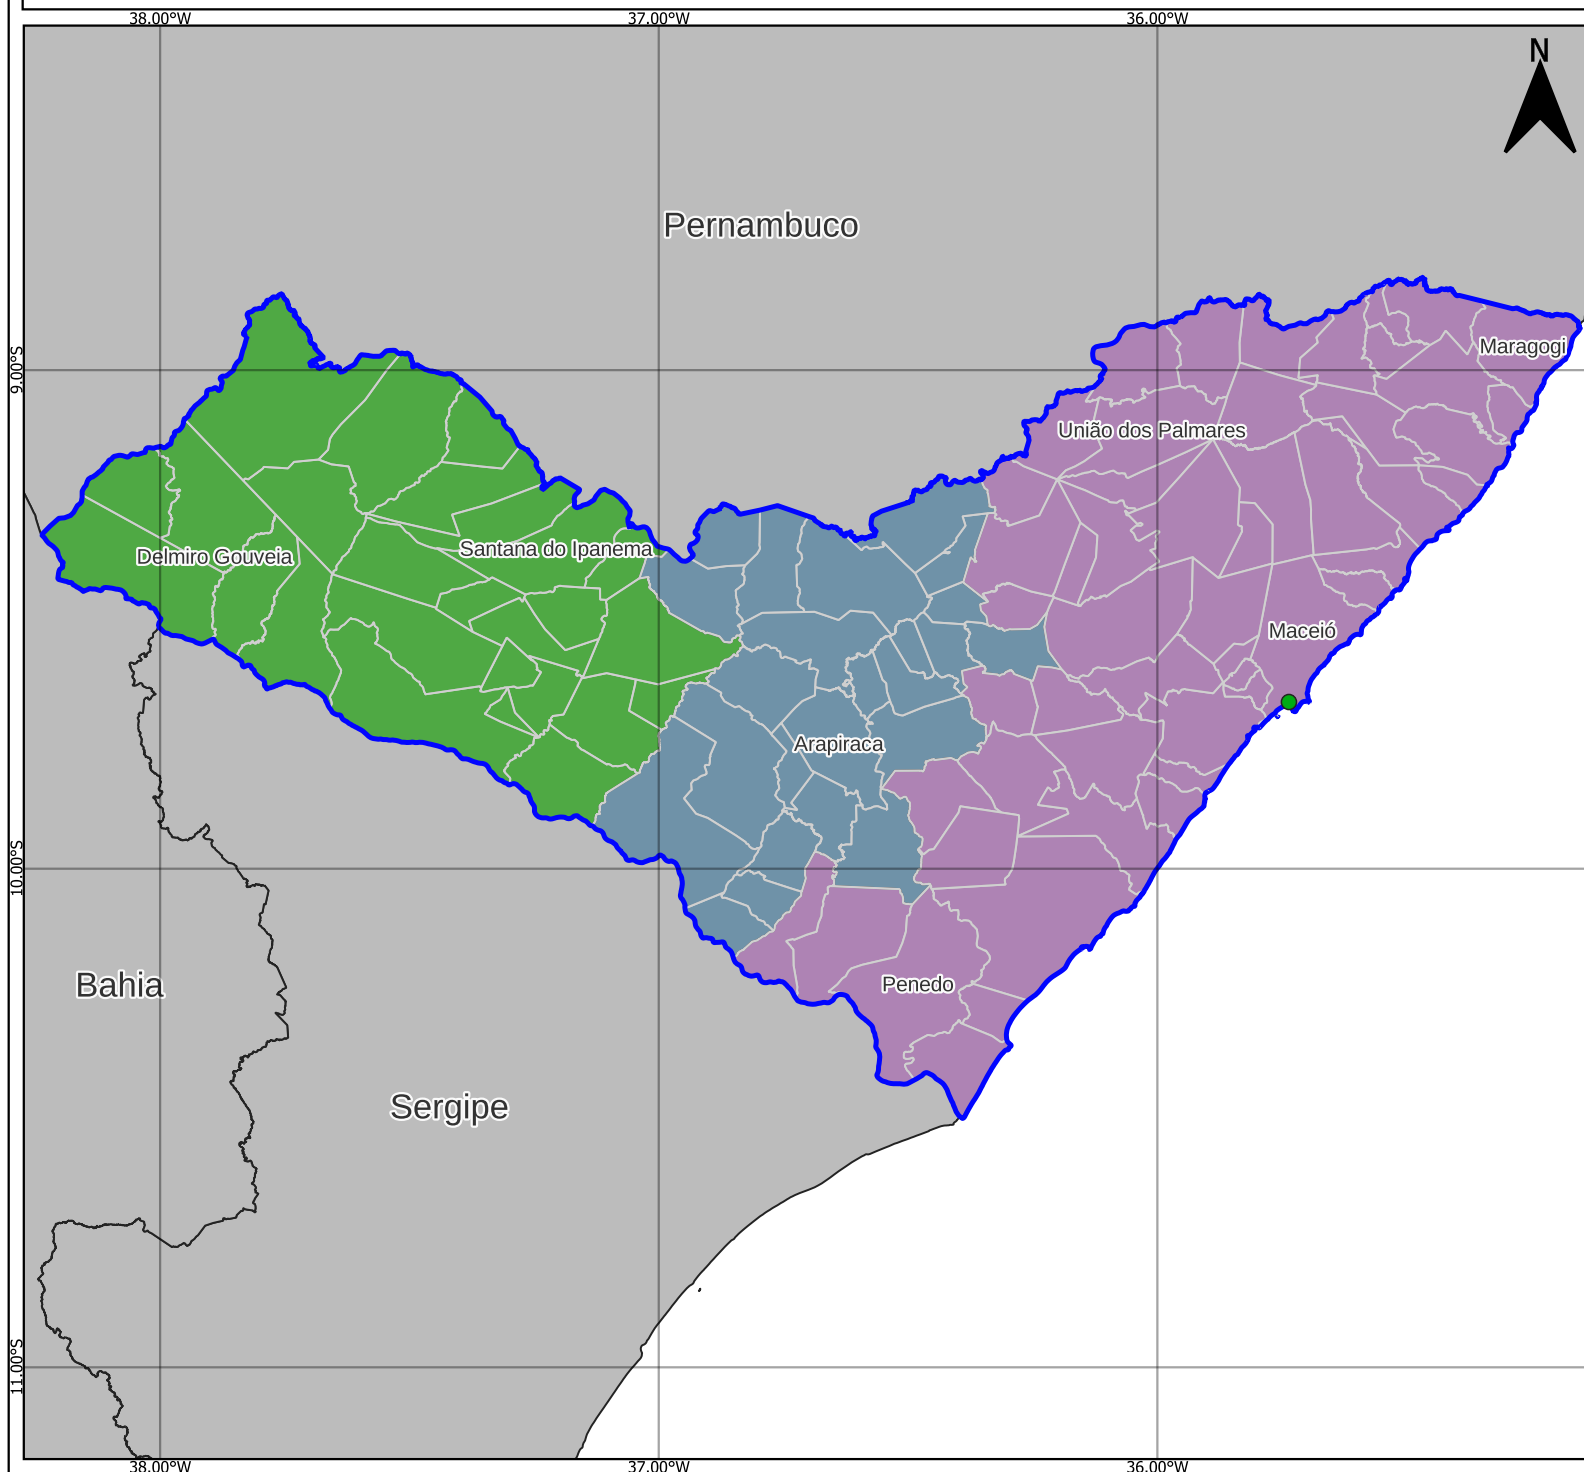 38.00°W 37.00°W 36.00°W
N
Pernambuco
Maragogi
9.00°S
União dos Palmares
Santana do Ipanema
Delmiro Gouveia
Maceió
Arapiraca
10.00°S
Penedo
Bahia
Sergipe
11.00°S
38.00°W 37.00°W 36.00°W